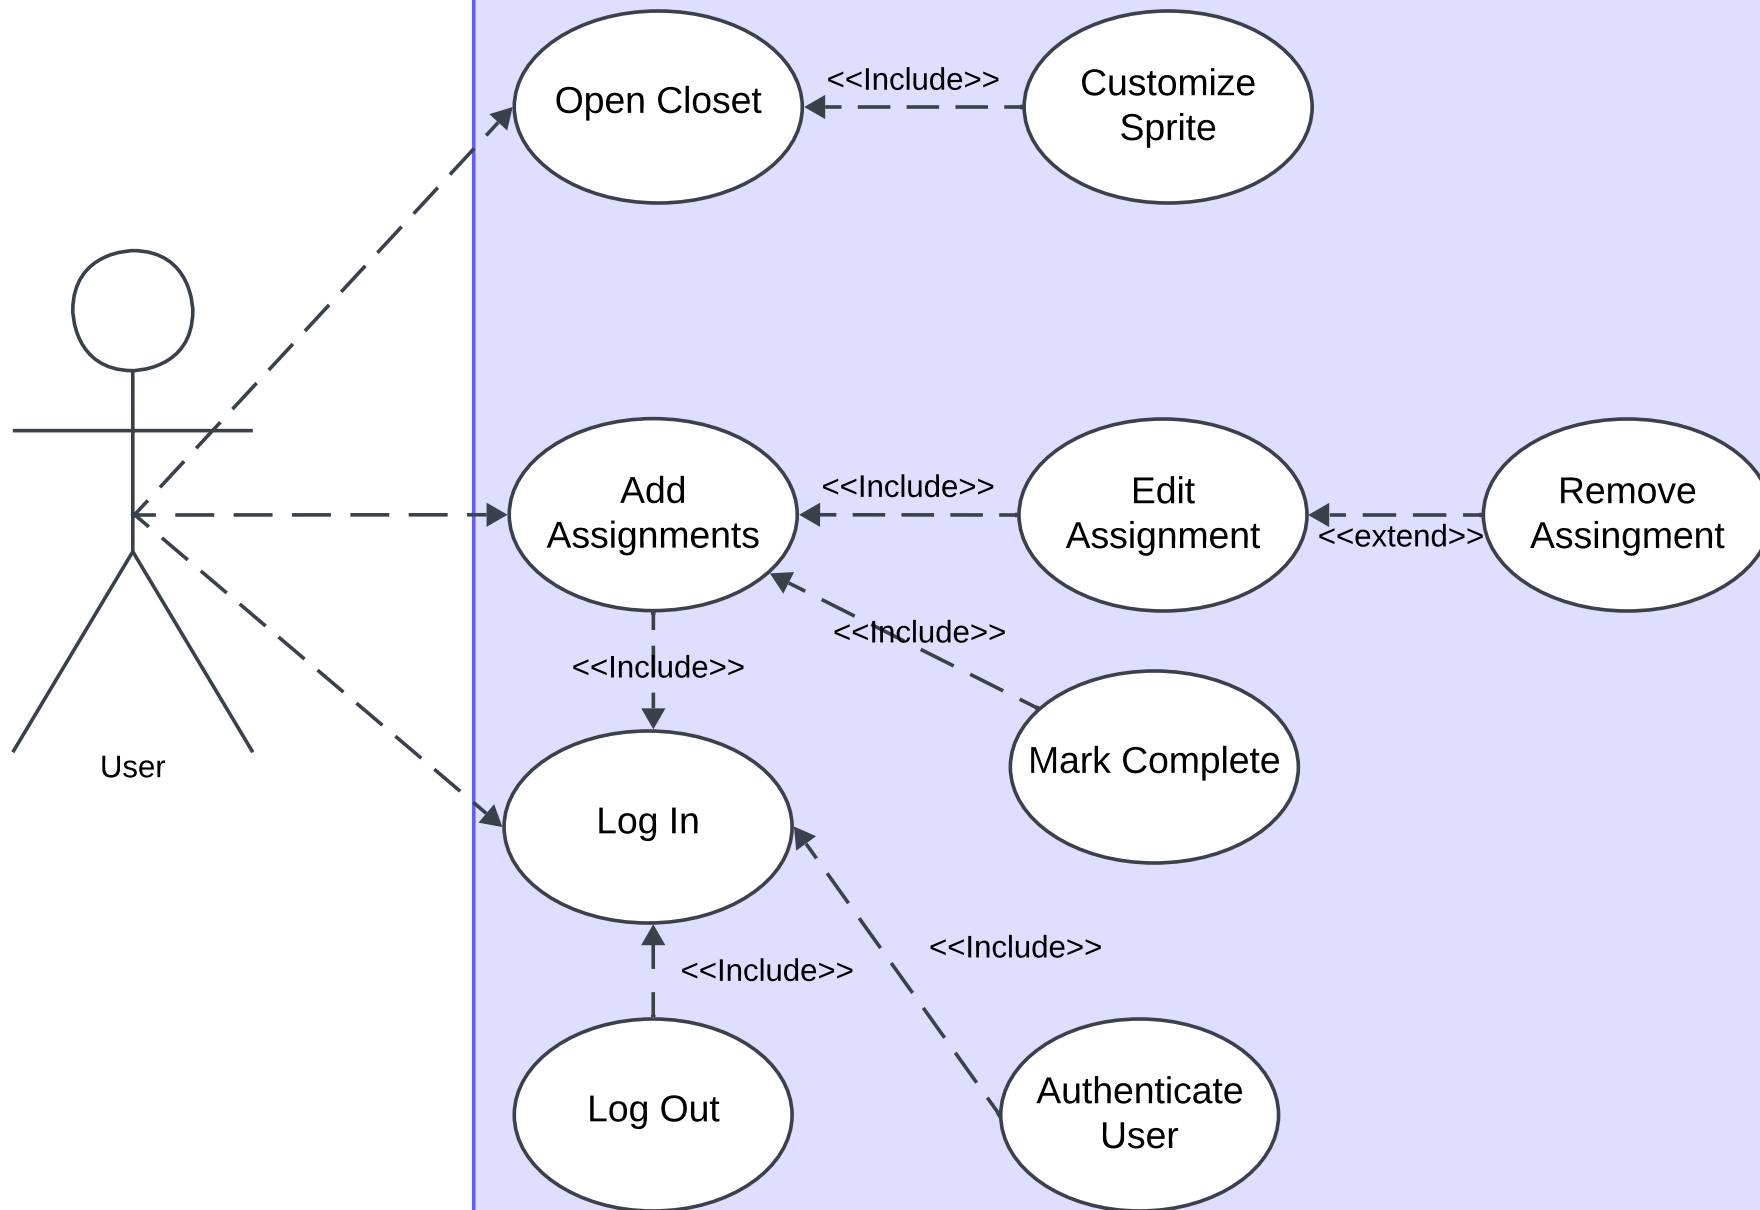 Open Closet
<<Include>>
Customize
Sprite
Add
Assignments
<<Include>>
Edit
Assignment
<<extend>>
Remove
Assingment
<<Include>>
<<Include>>
Mark Complete
User
Log In
<<Include>>
<<Include>>
Log Out
Authenticate
User